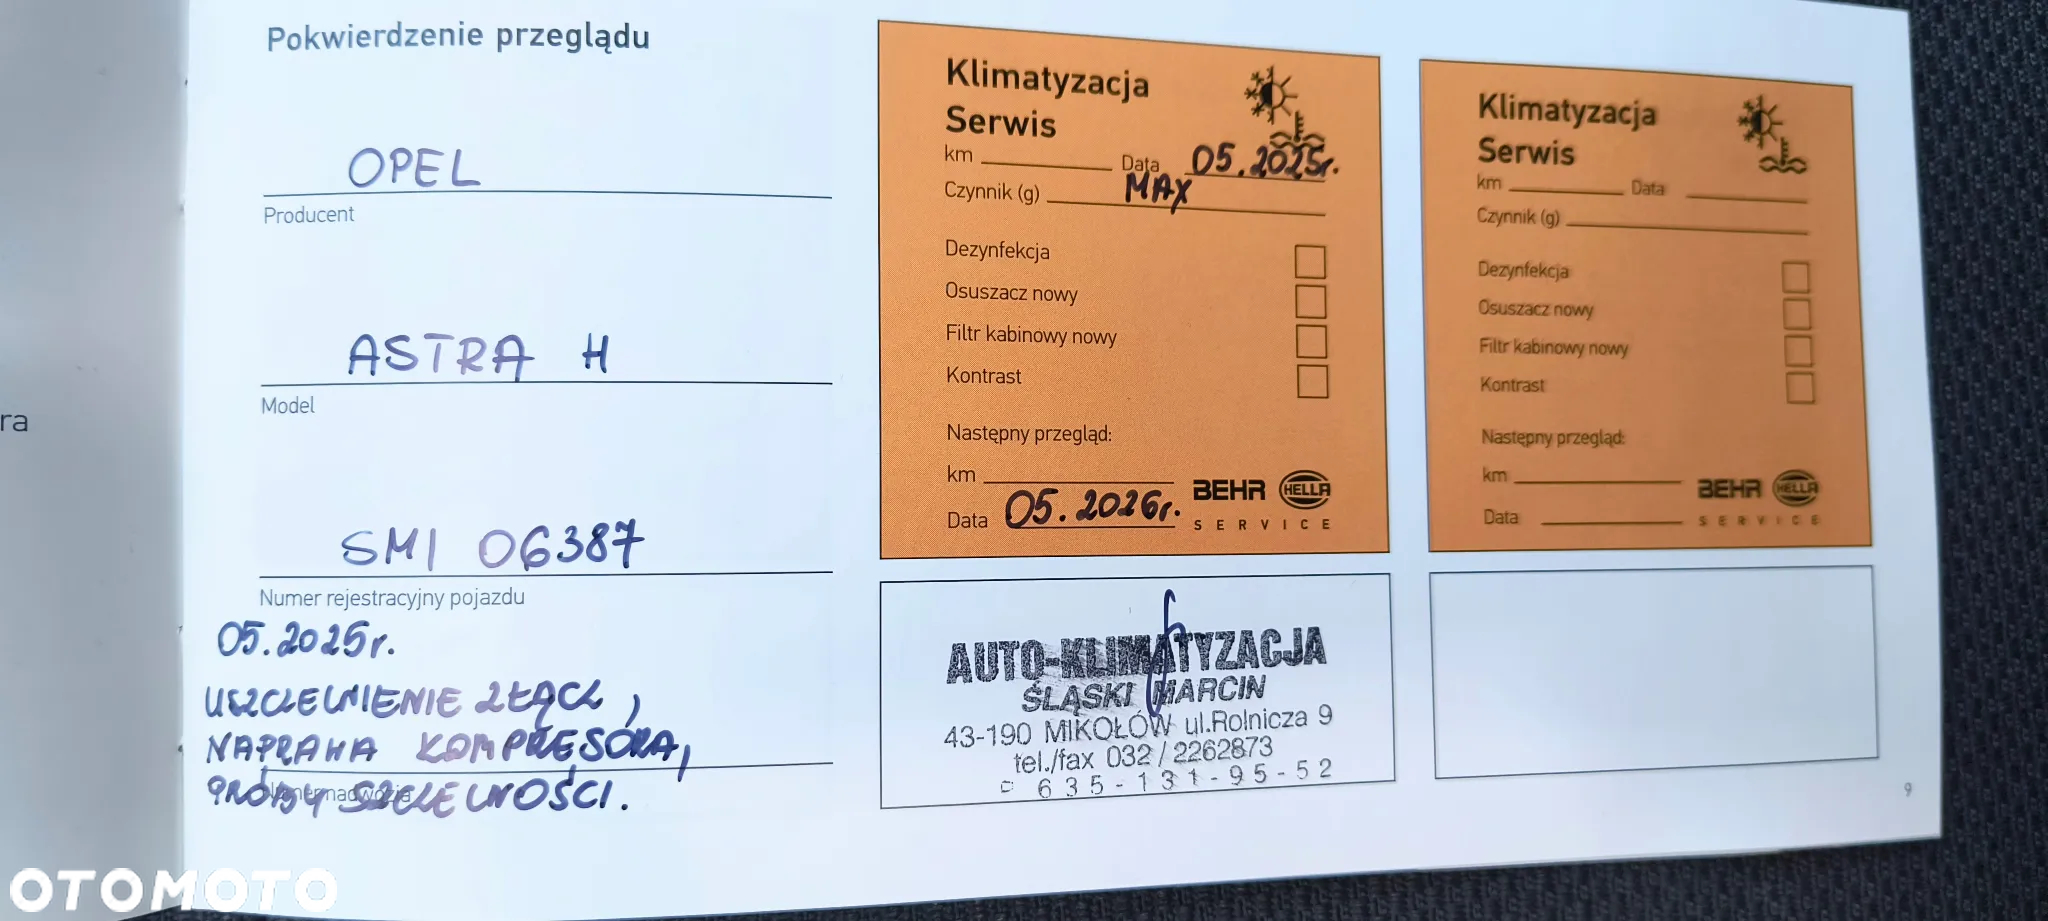 ra
Pokwierdzenie przeglądu
OPEL
Producent
ASTRA H
Model
SMI 06387
Numer rejestracyjny pojazdu
05.2025r.
USZCZELNIENIE ZŁĄCZ,
NAPRAWA KOMPRESORA,
PRÓBY SZCZELNOŚCI.
Klimatyzacja
Serwis
km Data 05.2025r.
Czynnik (g) MAX
Dezynfekcja
Osuszacz nowy
Filtr kabinowy nowy
Kontrast
Następny przegląd:
km
Data 05.2026r.
BEHR HELLA
SERVICE
AUTO-KLIMATYZACJA
ŚLĄSKI MARCIN
43-190 MIKOŁÓW ul.Rolnicza 9
tel./fax 032/2262873
635-131-95-52
Klimatyzacja
Serwis
km Data
Czynnik (g)
Dezynfekcja
Osuszacz nowy
Filtr kabinowy nowy
Kontrast
Następny przegląd:
km
Data
BEHR HELLA
SERVICE
9
OTOMOTO